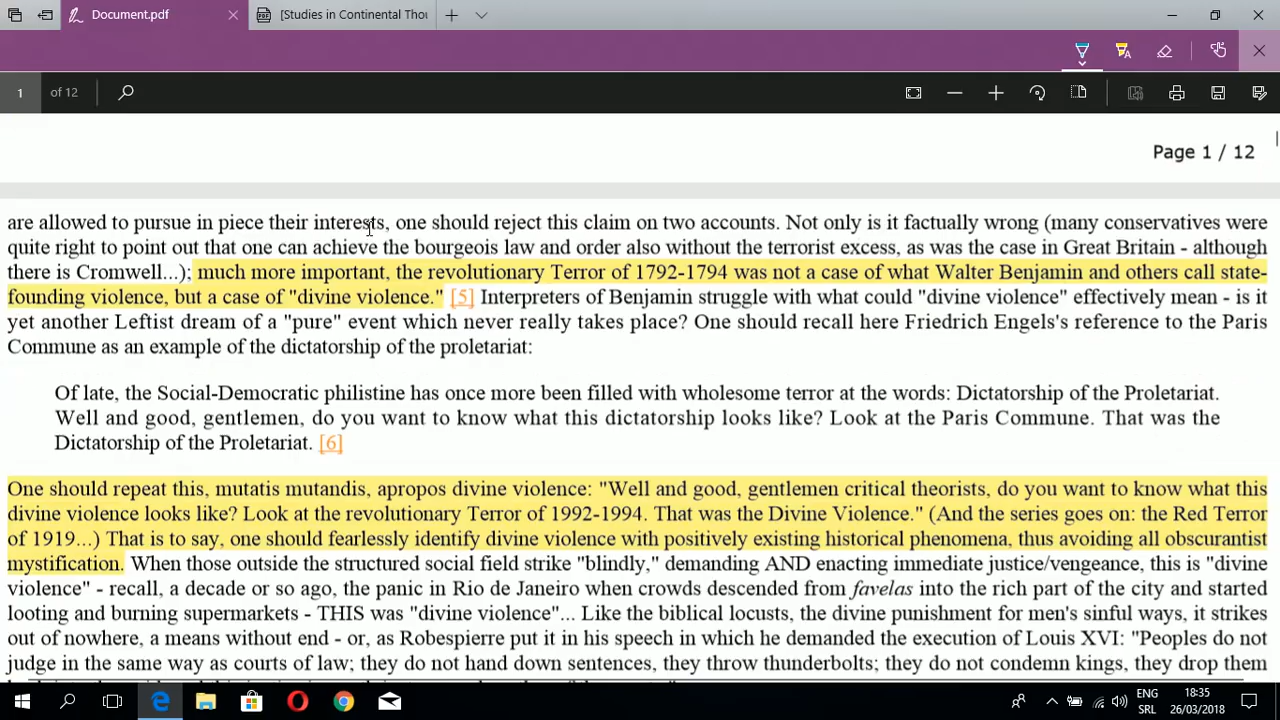 Document.pdf
[Studies in Continental Thou
1
of 12
Page 1 / 12
are allowed to pursue in piece their interests, one should reject this claim on two accounts. Not only is it factually wrong (many conservatives were
quite right to point out that one can achieve the bourgeois law and order also without the terrorist excess, as was the case in Great Britain - although
there is Cromwell...); much more important, the revolutionary Terror of 1792-1794 was not a case of what Walter Benjamin and others call state-
founding violence, but a case of "divine violence." [5] Interpreters of Benjamin struggle with what could "divine violence" effectively mean - is it
yet another Leftist dream of a "pure" event which never really takes place? One should recall here Friedrich Engels's reference to the Paris
Commune as an example of the dictatorship of the proletariat:
Of late, the Social-Democratic philistine has once more been filled with wholesome terror at the words: Dictatorship of the Proletariat.
Well and good, gentlemen, do you want to know what this dictatorship looks like? Look at the Paris Commune. That was the
Dictatorship of the Proletariat. [6]
One should repeat this, mutatis mutandis, apropos divine violence: "Well and good, gentlemen critical theorists, do you want to know what this
divine violence looks like? Look at the revolutionary Terror of 1992-1994. That was the Divine Violence." (And the series goes on: the Red Terror
of 1919...) That is to say, one should fearlessly identify divine violence with positively existing historical phenomena, thus avoiding all obscurantist
mystification. When those outside the structured social field strike "blindly," demanding AND enacting immediate justice/vengeance, this is "divine
violence" - recall, a decade or so ago, the panic in Rio de Janeiro when crowds descended from favelas into the rich part of the city and started
looting and burning supermarkets - THIS was "divine violence"... Like the biblical locusts, the divine punishment for men's sinful ways, it strikes
out of nowhere, a means without end - or, as Robespierre put it in his speech in which he demanded the execution of Louis XVI: "Peoples do not
judge in the same way as courts of law; they do not hand down sentences, they throw thunderbolts; they do not condemn kings, they drop them
ENG
SRL
18:35
26/03/2018